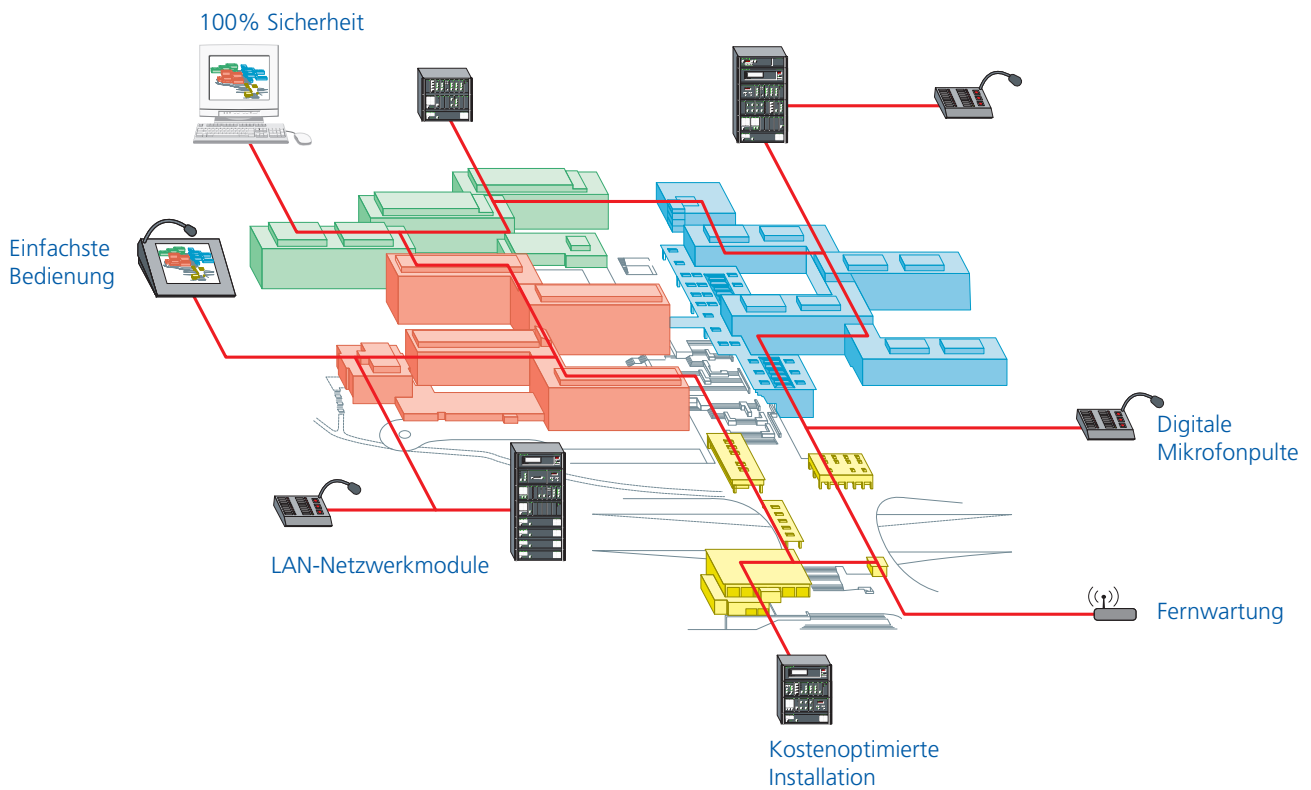 100% Sicherheit
Einfachste
Bedienung
Digitale
Mikrofonpulte
LAN-Netzwerkmodule
Fernwartung
Kostenoptimierte
Installation